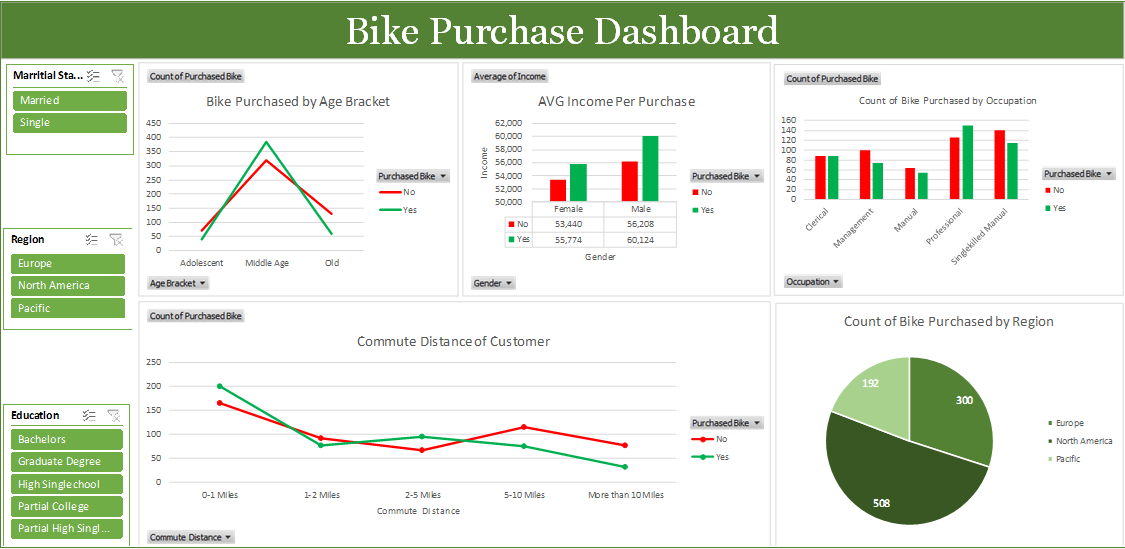 Bike Purchase Dashboard
Marritial Sta...
Married
Single
Region
Europe
North America
Pacific
Education
Bachelors
Graduate Degree
High Singlechool
Partial College
Partial High Singl...
Count of Purchased Bike
Bike Purchased by Age Bracket
450
400
350
300
250
200
150
100
50
0
Adolescent Middle Age Old
Purchased Bike
No
Yes
Age Bracket
Average of Income
AVG Income Per Purchase
62,000
60,000
58,000
56,000
54,000
52,000
50,000
Income
Female Male
No 53,440 56,208
Yes 55,774 60,124
Gender
Purchased Bike
No
Yes
Gender
Count of Purchased Bike
Count of Bike Purchased by Occupation
160
140
120
100
80
60
40
20
0
Clerical
Management
Manual
Professional
Singlekilled Manual
Purchased Bike
No
Yes
Occupation
Count of Purchased Bike
Commute Distance of Customer
250
200
150
100
50
0
0-1 Miles 1-2 Miles 2-5 Miles 5-10 Miles More than 10 Miles
Commute Distance
Purchased Bike
No
Yes
Commute Distance
Count of Bike Purchased by Region
192
300
508
Europe
North America
Pacific